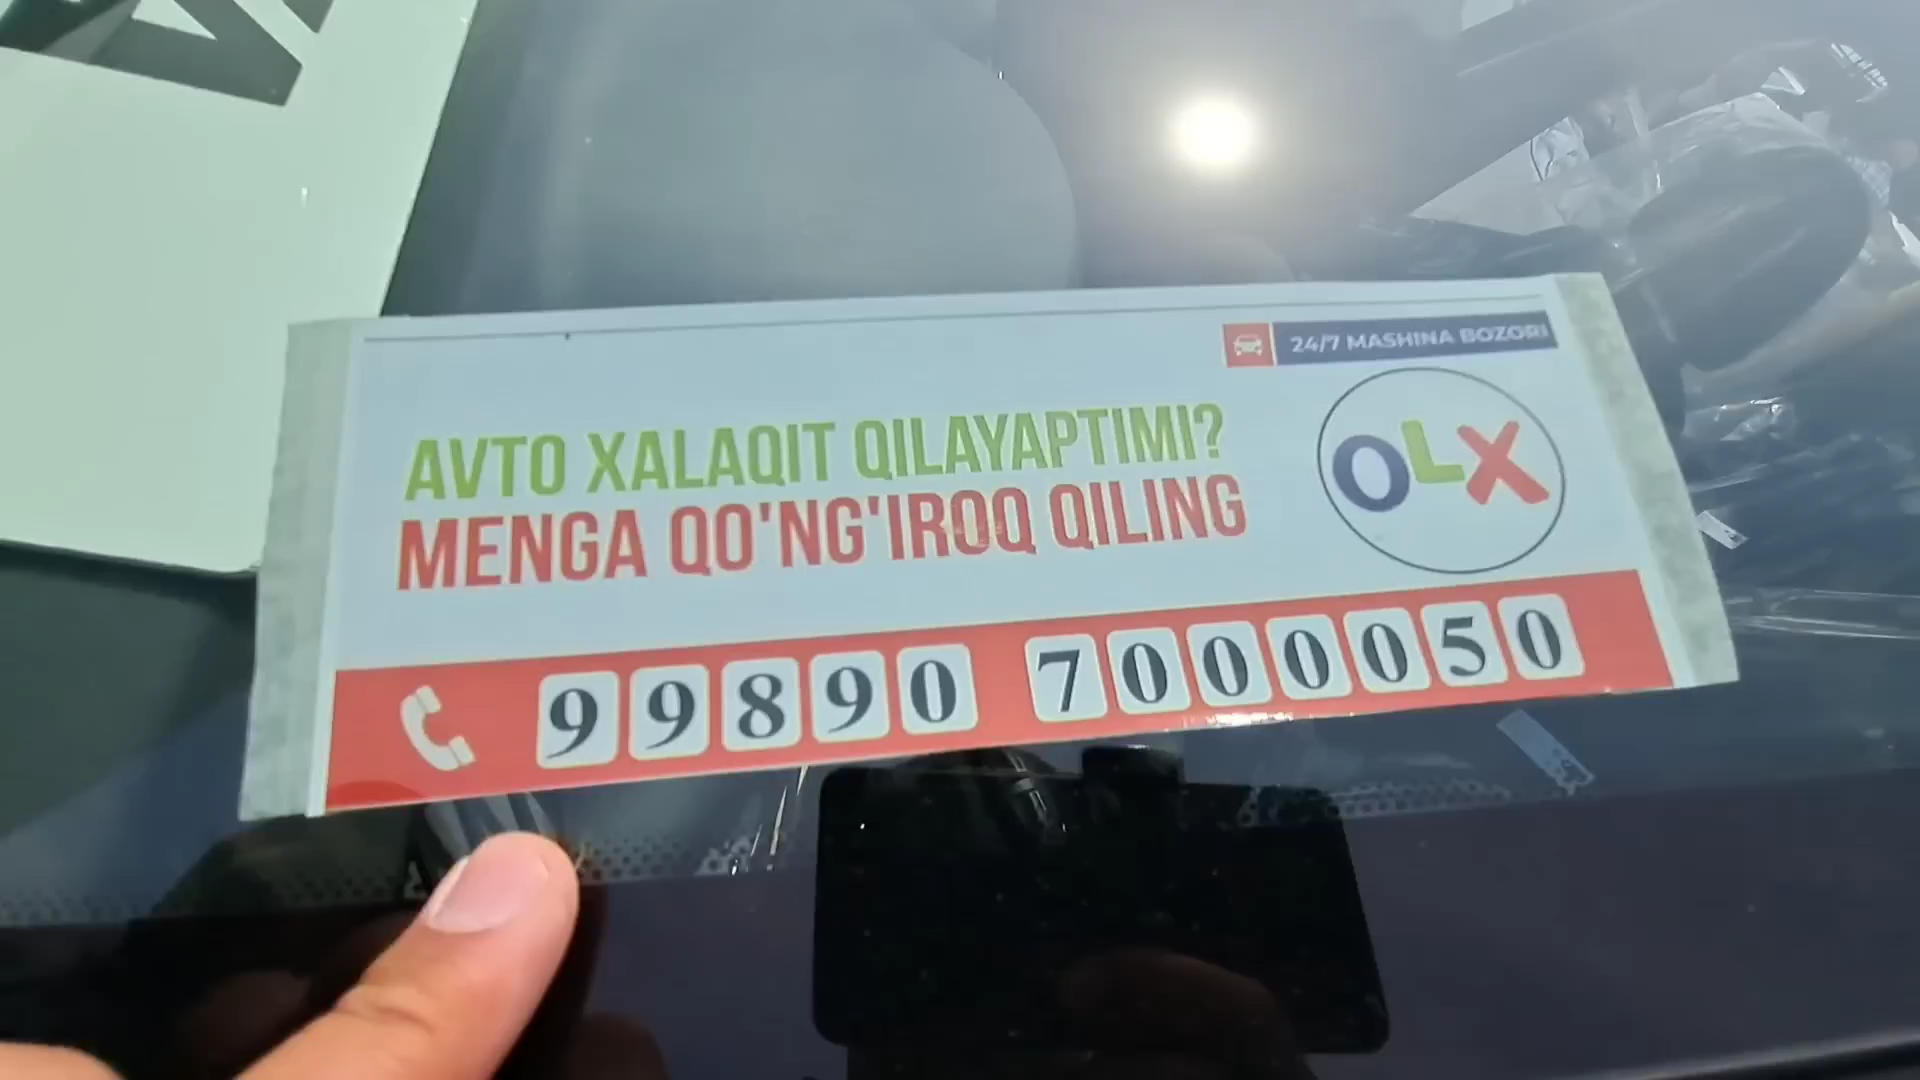 24/7 MASHINA BOZORI
AVTO XALAQIT QILAYAPTIMI?
MENGA QO'NG'IROQ QILING
OLX
99890 7000050